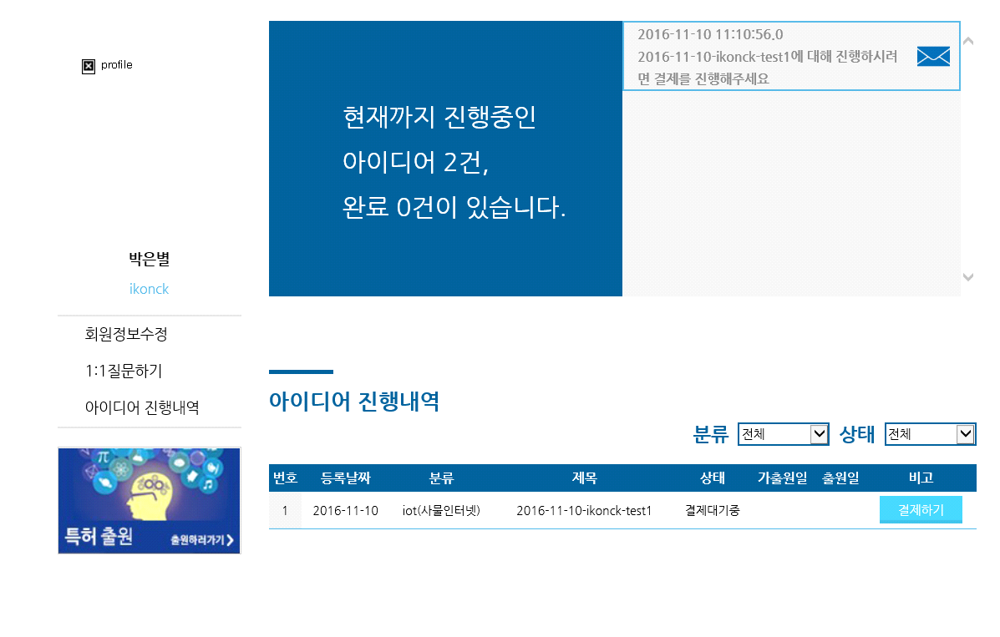 profile
박은별
ikonck
회원정보수정
1:1질문하기
아이디어 진행내역
π
특허 출원
출원하러가기
현재까지 진행중인
아이디어 2건,
완료 0건이 있습니다.
2016-11-10 11:10:56.0
2016-11-10-ikonck-test1에 대해 진행하시려
면 결제를 진행해주세요
아이디어 진행내역
분류 전체 상태 전체
번호 등록날짜 분류 제목 상태 가출원일 출원일 비고
1 2016-11-10 iot(사물인터넷) 2016-11-10-ikonck-test1 결제대기중 결제하기